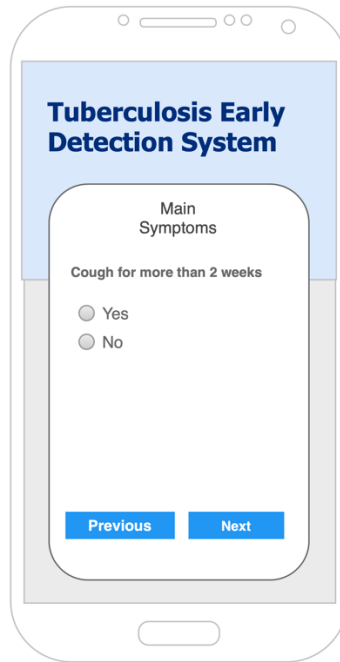 Tuberculosis Early
Detection System
Main
Symptoms
Cough for more than 2 weeks
Yes
No
Previous
Next